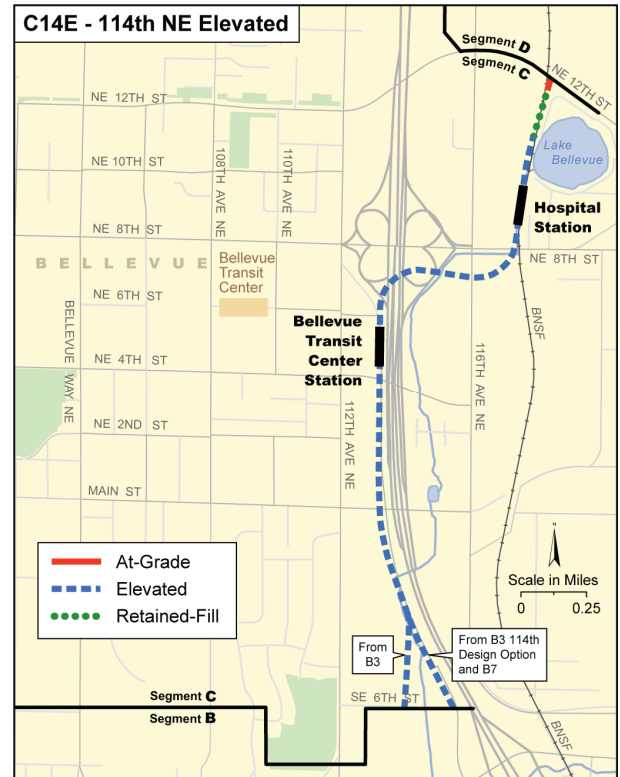 C14E - 114th NE Elevated
Segment D
Segment C
NE 12TH ST
NE 12TH ST
Lake
Bellevue
NE 10TH ST
108TH AVE NE
110TH AVE NE
Hospital
Station
NE 8TH ST
NE 8TH ST
BELLEVUE
Bellevue
Transit
Center
NE 6TH ST
BELLEVUE WAY NE
Bellevue
Transit
Center
Station
BNSF
116TH AVE NE
NE 4TH ST
112TH AVE NE
NE 2ND ST
MAIN ST
At-Grade
Elevated
Retained-Fill
N
Scale in Miles
0 0.25
From
B3
From B3 114th
Design Option
and B7
SE 6TH ST
Segment C
Segment B
BNSF